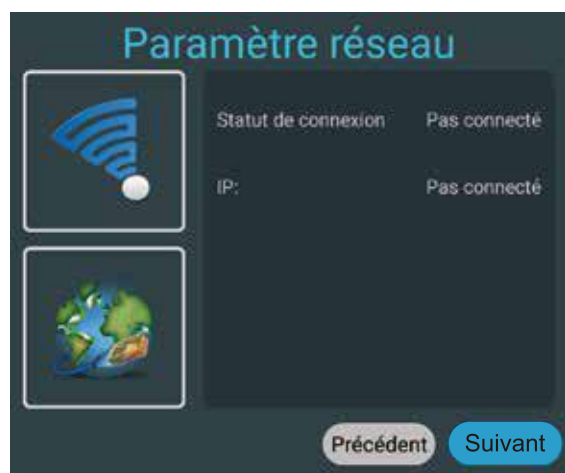 Paramètre réseau
Statut de connexion Pas connecté
IP: Pas connecté
Précédent Suivant